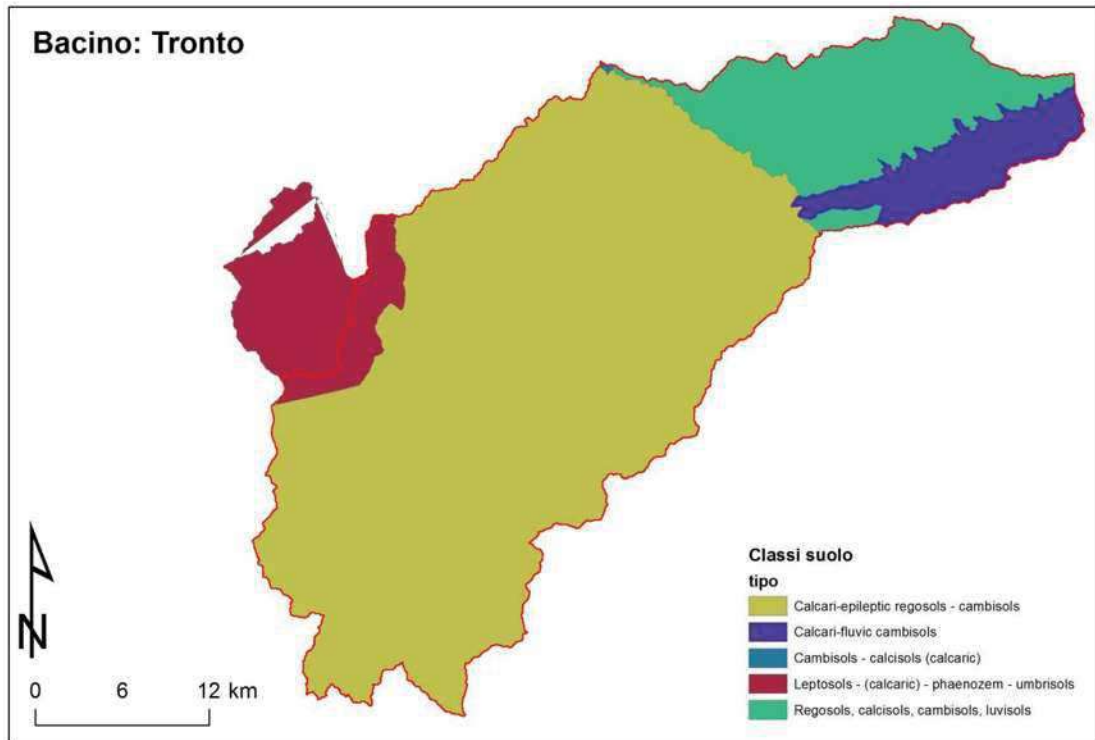 Bacino: Tronto
N
0 6 12 km
Classi suolo
tipo
Calcari-epileptic regosols - cambisols
Calcari-fluvic cambisols
Cambisols - calcisols (calcaric)
Leptosols - (calcaric) - phaenozem - umbrisols
Regosols, calcisols, cambisols, luvisols